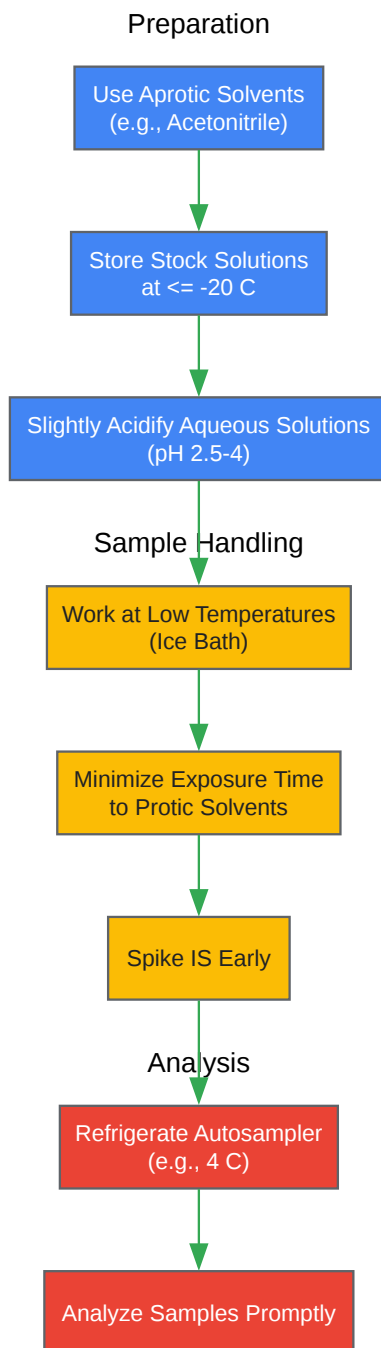 Preparation
Use Aprotic Solvents
(e.g., Acetonitrile)
Store Stock Solutions
at <= -20 C
Slightly Acidify Aqueous Solutions
(pH 2.5-4)
Sample Handling
Work at Low Temperatures
(Ice Bath)
Minimize Exposure Time
to Protic Solvents
Spike IS Early
Analysis
Refrigerate Autosampler
(e.g., 4 C)
Analyze Samples Promptly